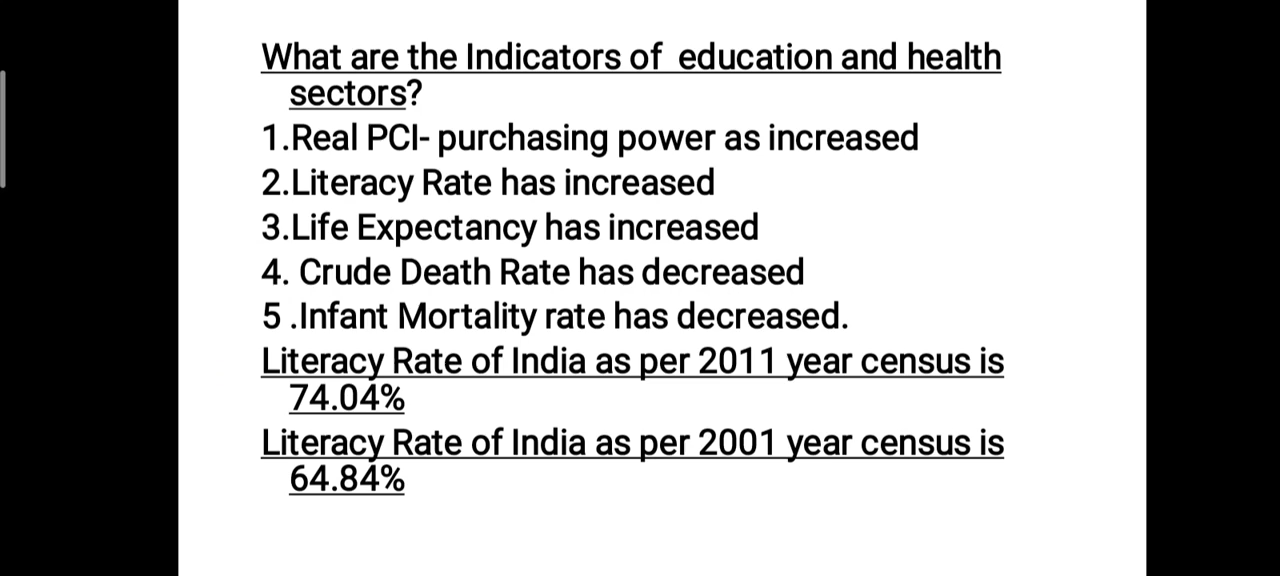 What are the Indicators of  education and health
sectors?
1.Real PCI- purchasing power as increased
2.Literacy Rate has increased
3.Life Expectancy has increased
4. Crude Death Rate has decreased
5 .Infant Mortality rate has decreased.
Literacy Rate of India as per 2011 year census is
74.04%
Literacy Rate of India as per 2001 year census is
64.84%